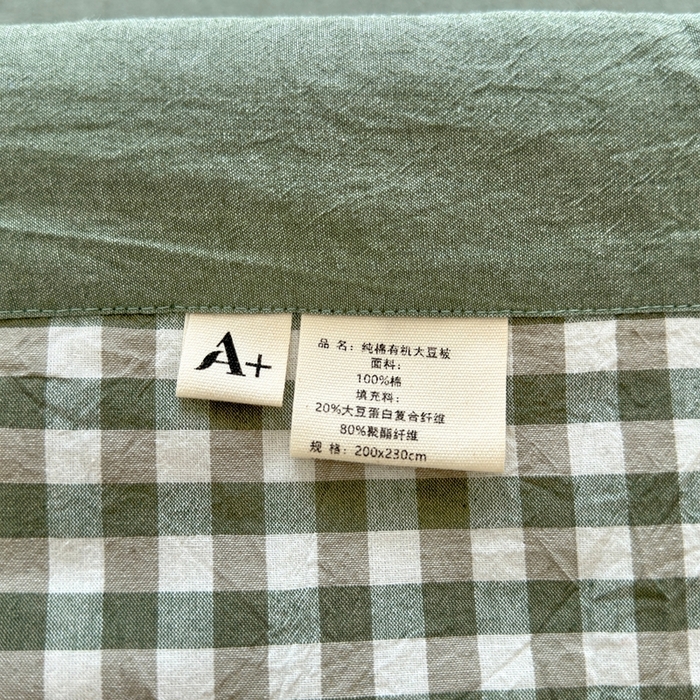 A+
品 名：纯棉有机大豆被
面料：
100%棉
填充料：
20%大豆蛋白复合纤维
80%聚酯纤维
规 格：200x230cm